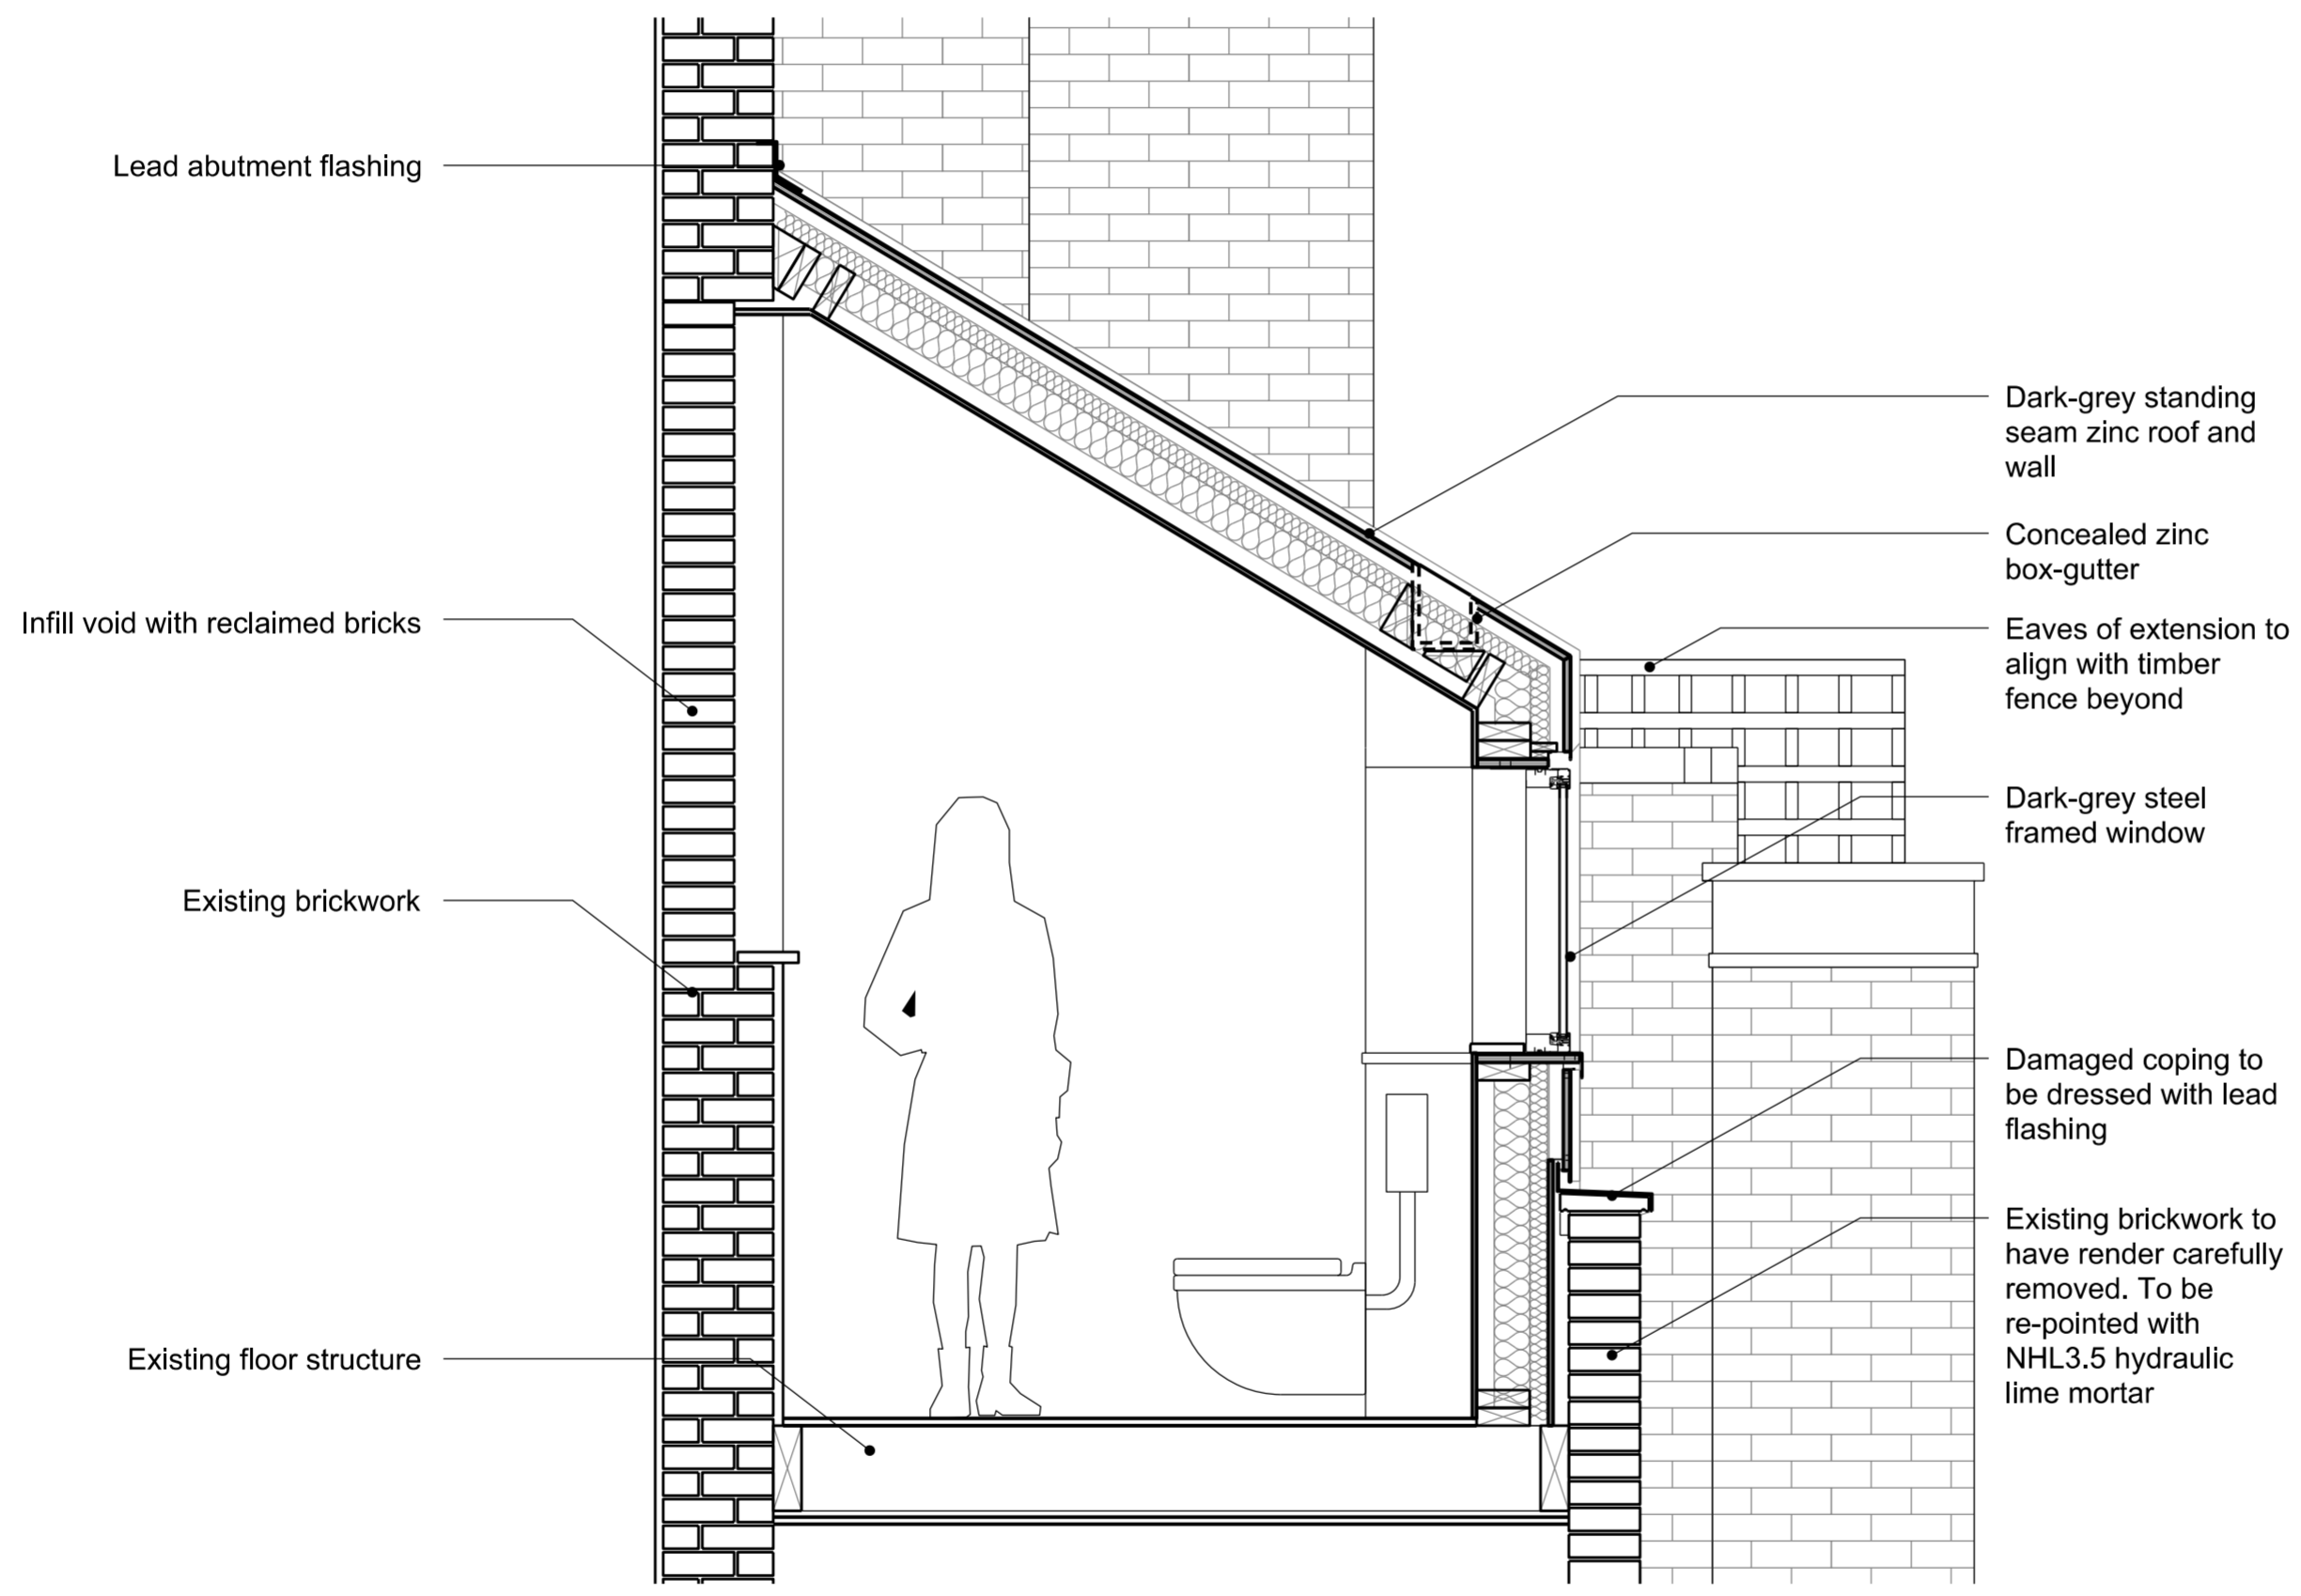 Lead abutment flashing
Infill void with reclaimed bricks
Existing brickwork
Existing floor structure
Dark-grey standing
seam zinc roof and
wall
Concealed zinc
box-gutter
Eaves of extension to
align with timber
fence beyond
Dark-grey steel
framed window
Damaged coping to
be dressed with lead
flashing
Existing brickwork to
have render carefully
removed. To be
re-pointed with
NHL3.5 hydraulic
lime mortar